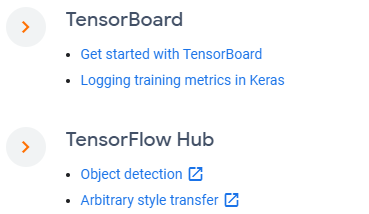 TensorBoard
Get started with TensorBoard
Logging training metrics in Keras
TensorFlow Hub
Object detection
Arbitrary style transfer